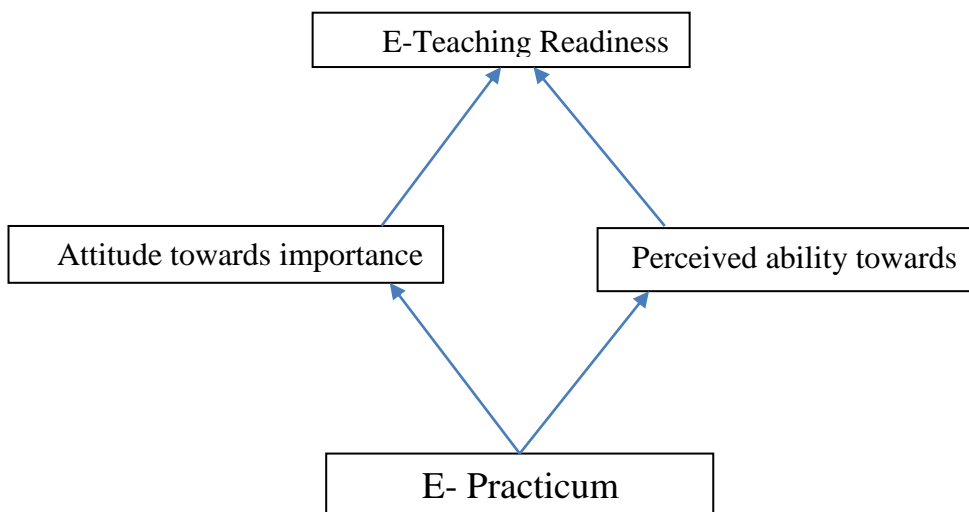 E-Teaching Readiness
Attitude towards importance
Perceived ability towards
E- Practicum